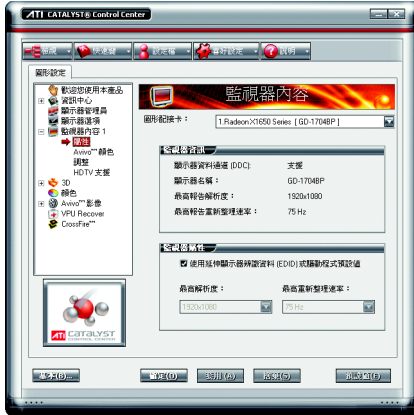 ATI CATALYST® Control Center
檢視
快速設
設定檔
喜好設定
說明
圖形設定
歡迎您使用本產品
資訊中心
顯示器管理員
顯示器選項
監視器內容 1
屬性
Avivo™ 顏色
調整
HDTV 支援
3D
顏色
Avivo™ 影像
VPU Recover
CrossFire™
監視器內容
圖形配接卡：
1.Radeon X1650 Series [ GD-1704BP ]
監視器資訊
顯示器資料通道 (DDC): 支援
顯示器名稱： GD-1704BP
最高報告解析度： 1920x1080
最高報告重新整理速率： 75 Hz
監視器屬性
使用延伸顯示器辨識資料 (EDID) 或驅動程式預設值
最高解析度： 最高重新整理速率：
1920x1080 75 Hz
ATI CATALYST
CONTROL CENTER
基本(B)...
確定(O)
套用(A)
預設值(D)